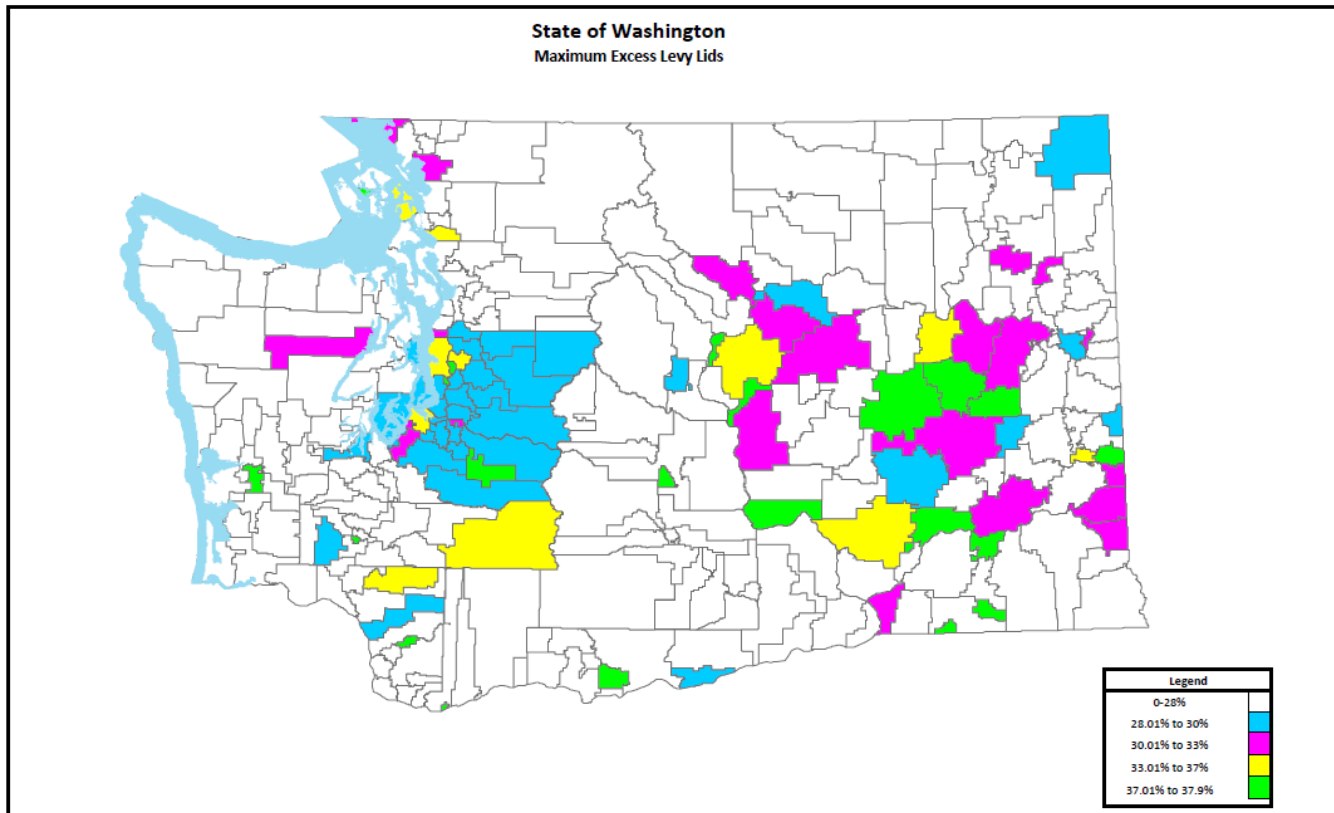 State of Washington
Maximum Excess Levy Lids
Legend
0-28%
28.01% to 30%
30.01% to 33%
33.01% to 37%
37.01% to 37.9%